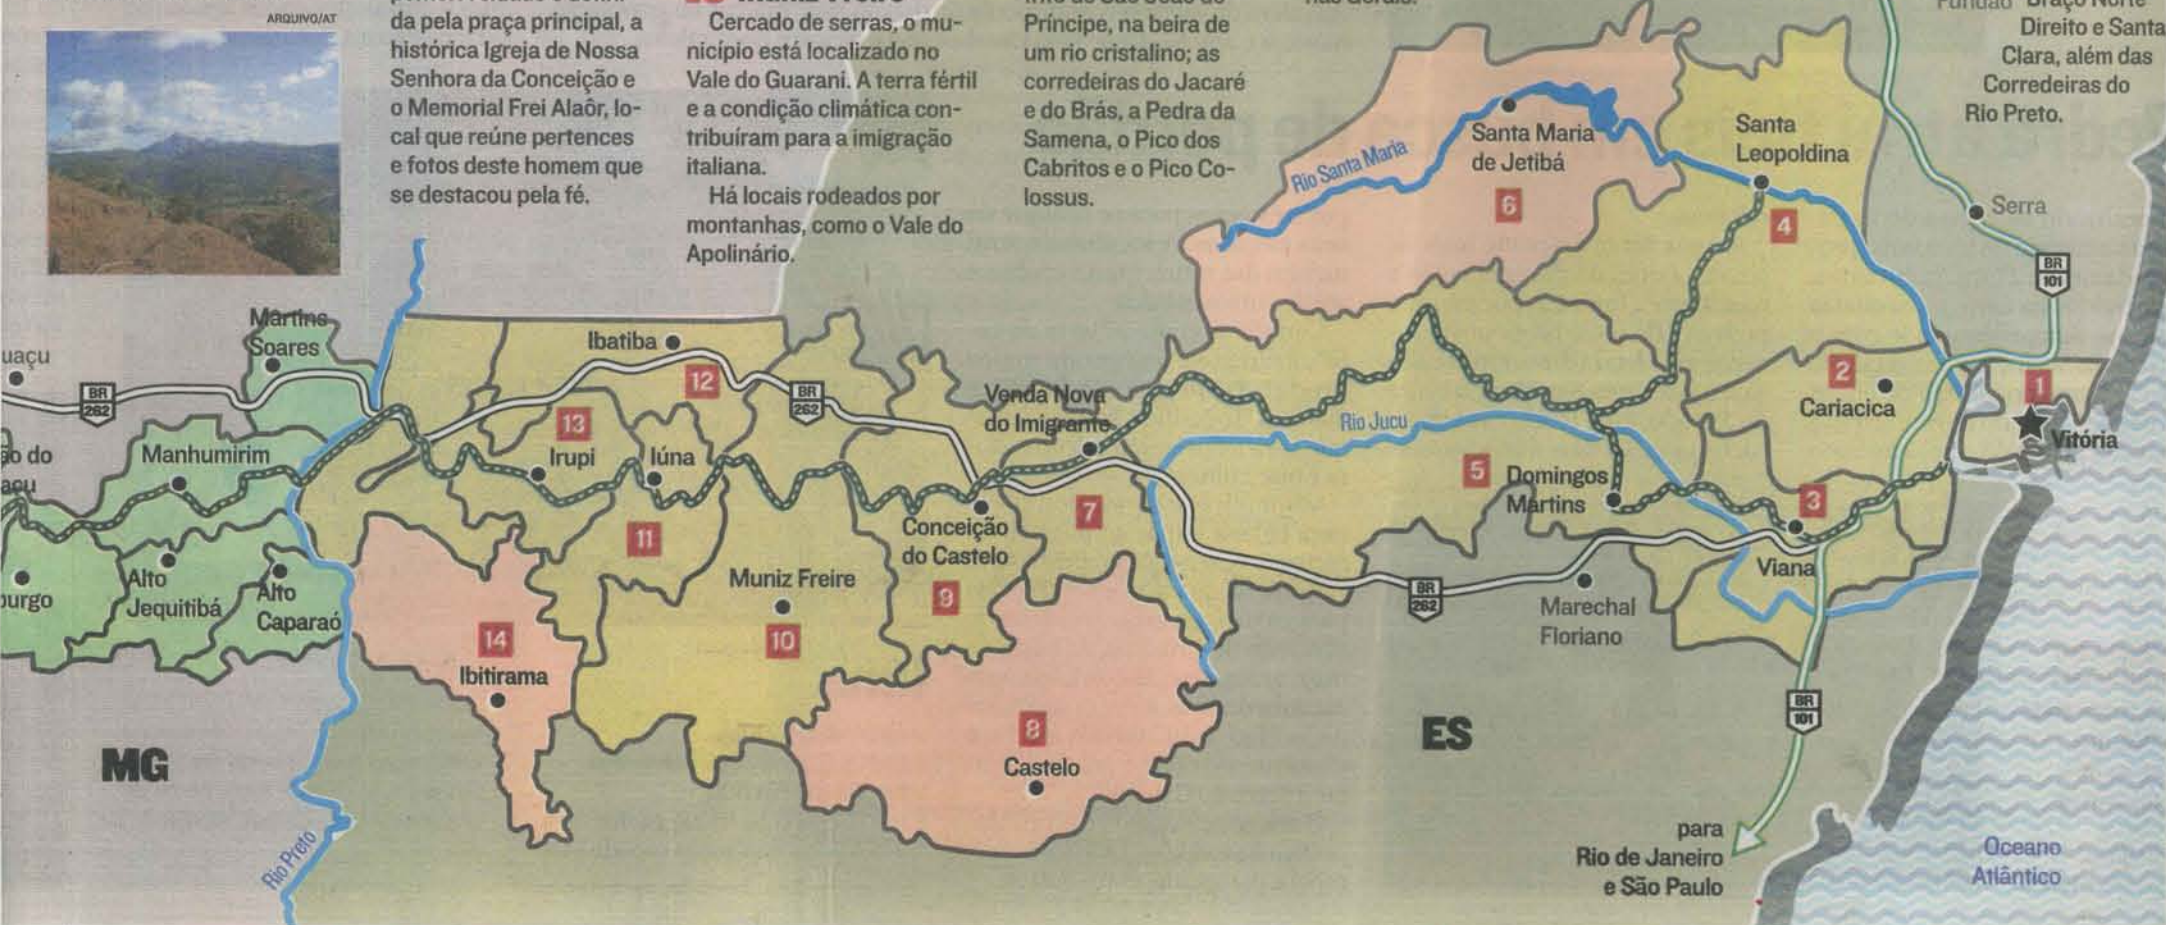 ARQUIVO/AT
da pela praça principal, a
histórica Igreja de Nossa
Senhora da Conceição e
o Memorial Frei Alaôr, lo-
cal que reúne pertences
e fotos deste homem que
se destacou pela fé.
Cercado de serras, o mu-
nicípio está localizado no
Vale do Guarani. A terra fértil
e a condição climática con-
tribuíram para a imigração
italiana.
Há locais rodeados por
montanhas, como o Vale do
Apolinário.
Príncipe, na beira de
um rio cristalino; as
corredeiras do Jacaré
e do Brás, a Pedra da
Samena, o Pico dos
Cabritos e o Pico Co-
lossus.
Braço Norte
Direito e Santa
Clara, além das
Corredeiras do
Rio Preto.
Fundão
Rio Santa Maria
Santa Maria
de Jetibá
6
Santa
Leopoldina
4
Serra
BR
101
Martins
Soares
uaçu
BR
262
Manhumirim
ão do
açu
burgo
Alto
Jequitibá
Alto
Caparaó
MG
Rio Preto
Ibatiba
12
BR
262
13
Irupi
Iúna
11
14
Ibitirama
Muniz Freire
10
Venda Nova
do Imigrante
Conceição
do Castelo
9
7
8
Castelo
Rio Jucu
5
Domingos
Martins
BR
262
Marechal
Floriano
ES
2
Cariacica
1
Vitória
3
Viana
BR
101
para
Rio de Janeiro
e São Paulo
Oceano
Atlântico